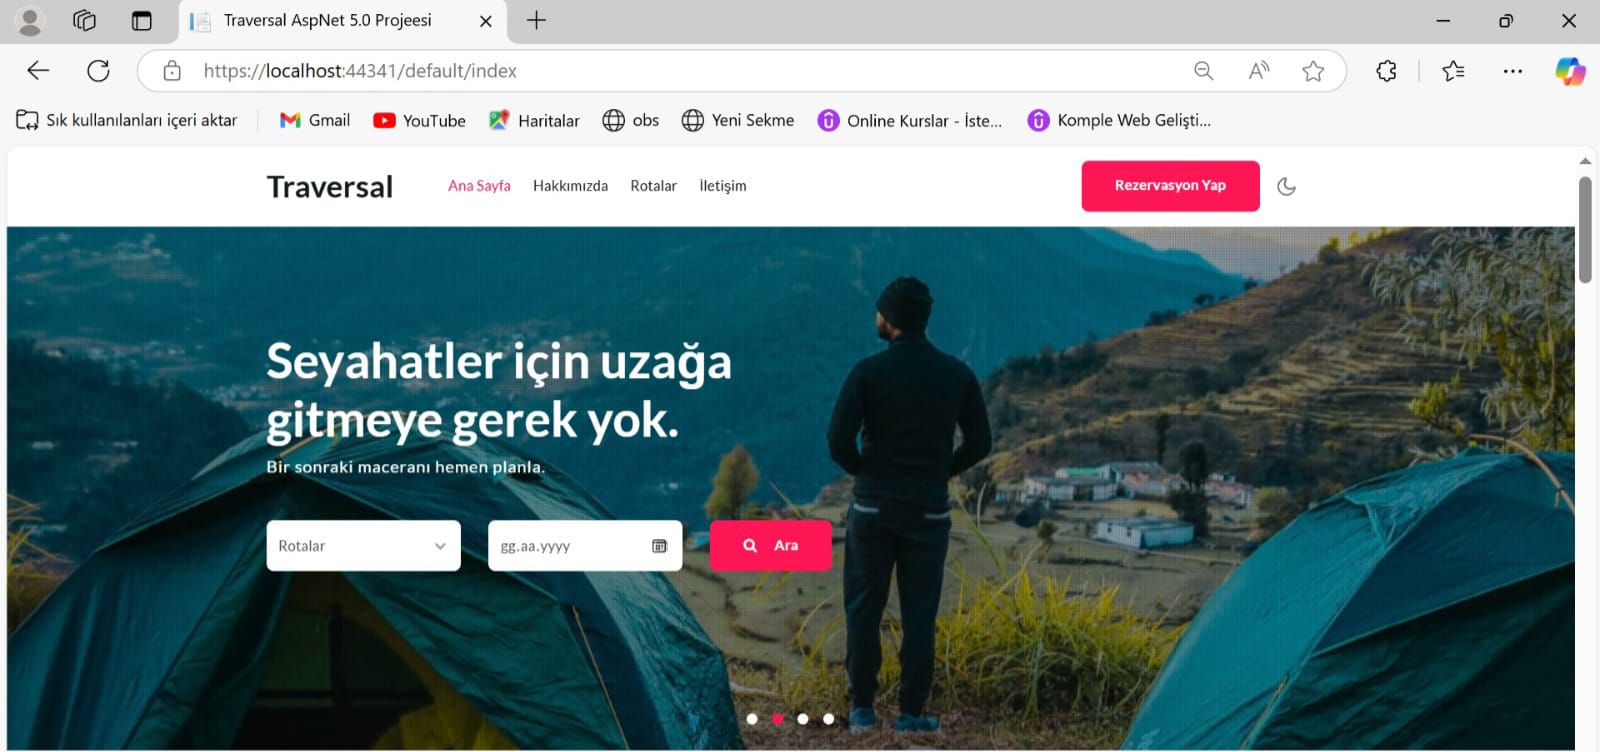 Traversal AspNet 5.0 Projeesi
https://localhost:44341/default/index
Sık kullanılanları içeri aktar
Gmail
YouTube
Haritalar
obs
Yeni Sekme
Online Kurslar - İste...
Komple Web Gelişti...
Traversal
Ana Sayfa
Hakkımızda
Rotalar
İletişim
Rezervasyon Yap
Seyahatler için uzağa
gitmeye gerek yok.
Bir sonraki maceranı hemen planla.
Rotalar
gg.aa.yyyy
Ara